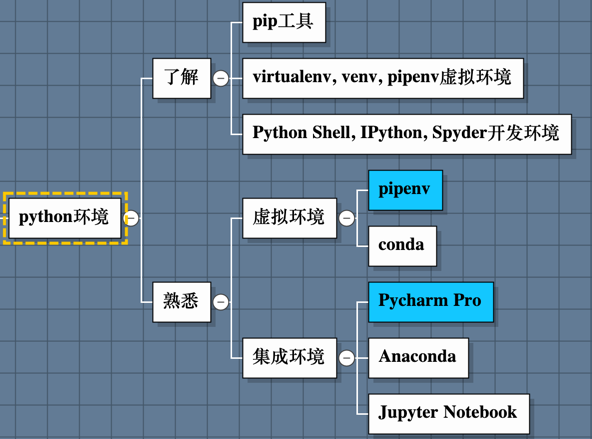 pip工具
了解
virtualenv, venv, pipenv虚拟环境
Python Shell, IPython, Spyder开发环境
python环境
pipenv
虚拟环境
conda
熟悉
Pycharm Pro
集成环境
Anaconda
Jupyter Notebook